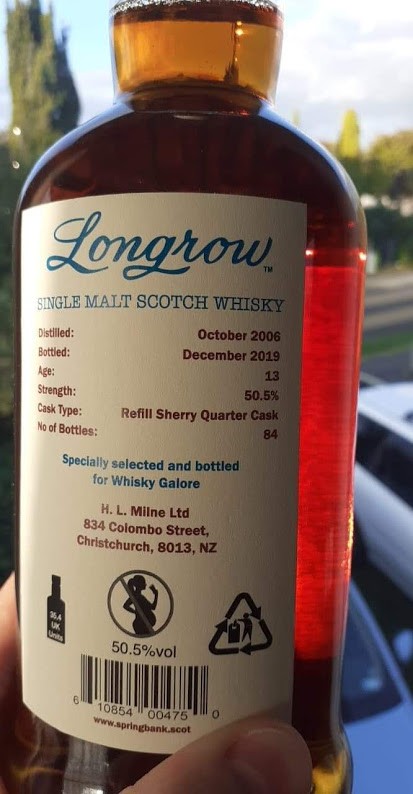 Longrow™
SINGLE MALT SCOTCH WHISKY
Distilled: October 2006
Bottled: December 2019
Age: 13
Strength: 50.5%
Cask Type: Refill Sherry Quarter Cask
No of Bottles: 84
Specially selected and bottled
for Whisky Galore
H. L. Milne Ltd
834 Colombo Street,
Christchurch, 8013, NZ
35.4
UK
Units
50.5%vol
6 10854 00475 0
www.springbank.scot